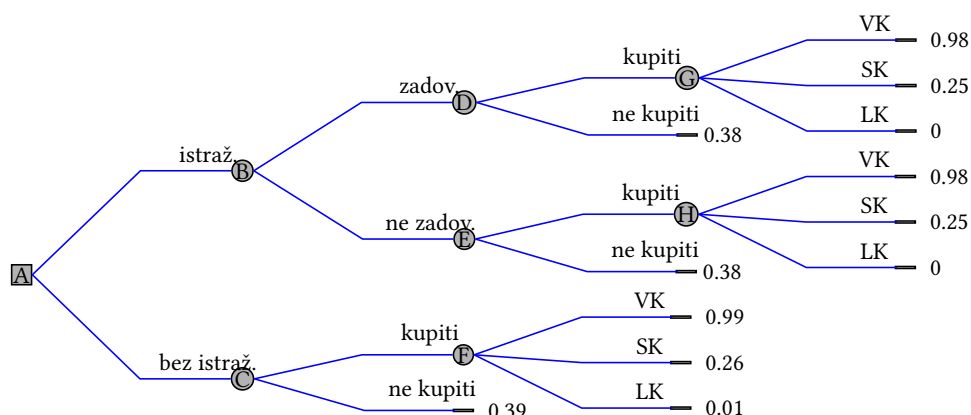 VK
0.98
kupiti
G
SK
0.25
zadov.
D
LK
0
ne kupiti
0.38
istraž.
B
VK
0.98
kupiti
H
SK
0.25
ne zadov.
E
LK
0
ne kupiti
0.38
A
VK
0.99
kupiti
F
SK
0.26
bez istraž.
C
LK
0.01
ne kupiti
0.39